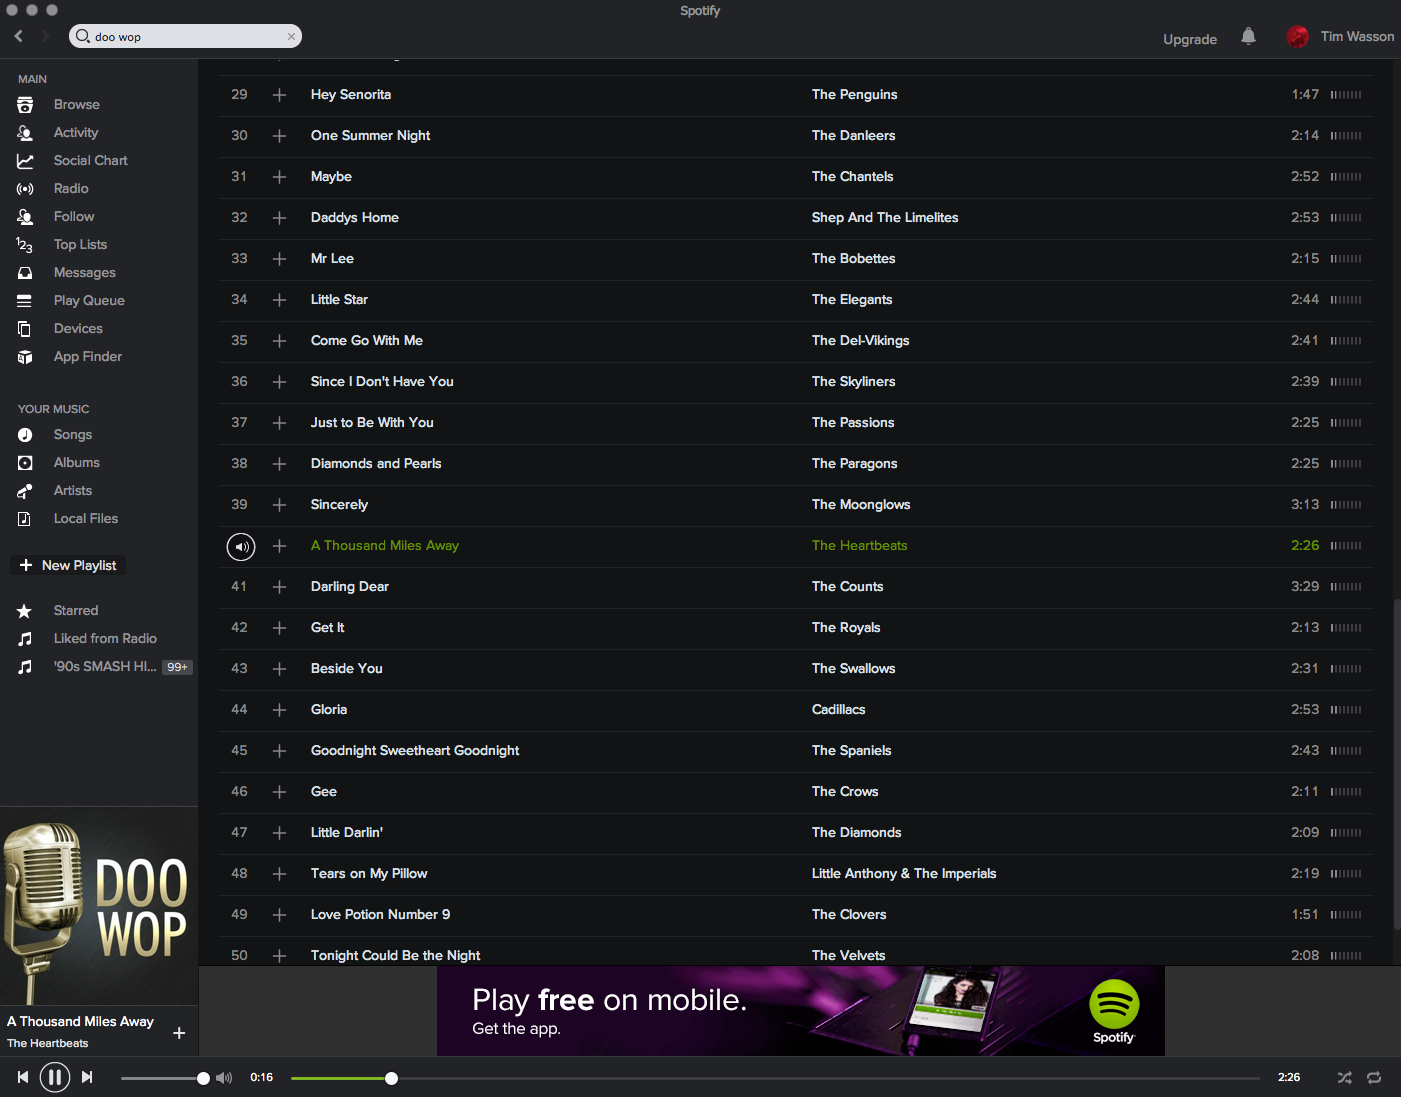 Spotify
doo wop
Upgrade
Tim Wasson
MAIN
Browse
Activity
Social Chart
Radio
Follow
Top Lists
Messages
Play Queue
Devices
App Finder
YOUR MUSIC
Songs
Albums
Artists
Local Files
New Playlist
Starred
Liked from Radio
'90s SMASH HI... 99+
29 Hey Senorita The Penguins 1:47
30 One Summer Night The Danleers 2:14
31 Maybe The Chantels 2:52
32 Daddys Home Shep And The Limelites 2:53
33 Mr Lee The Bobettes 2:15
34 Little Star The Elegants 2:44
35 Come Go With Me The Del-Vikings 2:41
36 Since I Don't Have You The Skyliners 2:39
37 Just to Be With You The Passions 2:25
38 Diamonds and Pearls The Paragons 2:25
39 Sincerely The Moonglows 3:13
A Thousand Miles Away The Heartbeats 2:26
41 Darling Dear The Counts 3:29
42 Get It The Royals 2:13
43 Beside You The Swallows 2:31
44 Gloria Cadillacs 2:53
45 Goodnight Sweetheart Goodnight The Spaniels 2:43
46 Gee The Crows 2:11
47 Little Darlin' The Diamonds 2:09
48 Tears on My Pillow Little Anthony & The Imperials 2:19
49 Love Potion Number 9 The Clovers 1:51
50 Tonight Could Be the Night The Velvets 2:08
DOO
WOP
A Thousand Miles Away
The Heartbeats
Play free on mobile.
Get the app.
Spotify
0:16
2:26